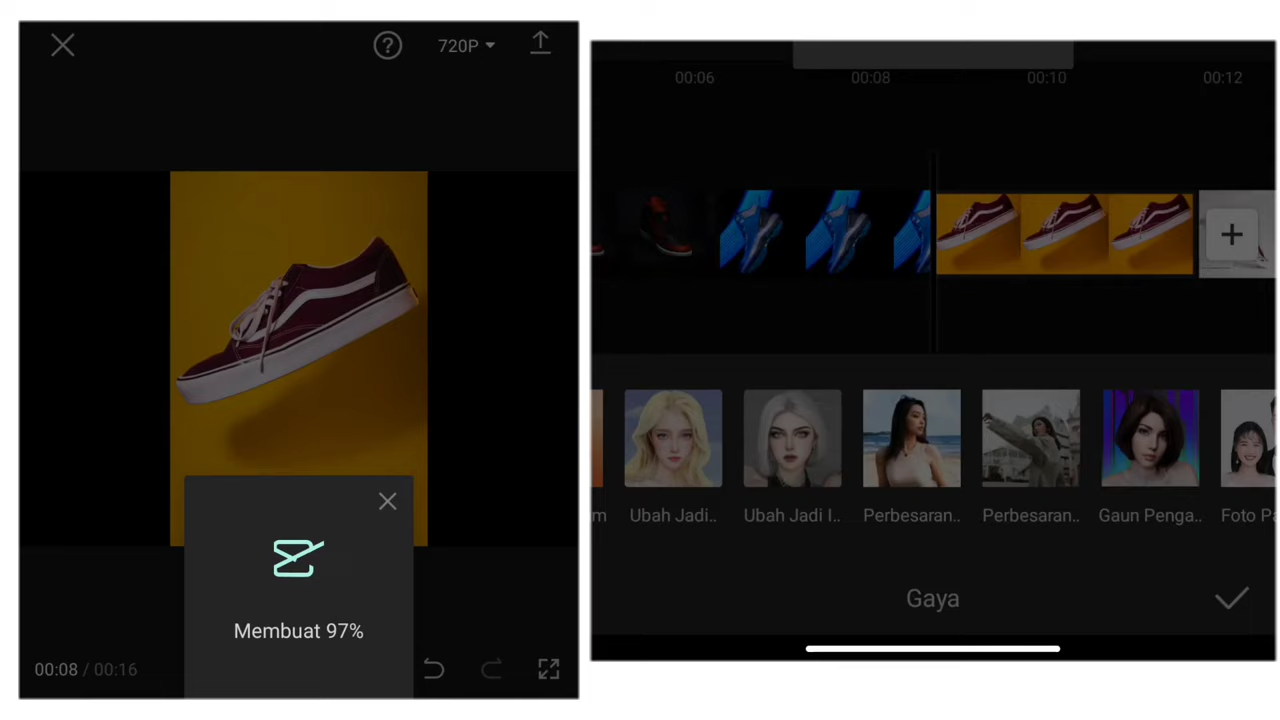 720P
Membuat 97%
00:08 / 00:16
00:06
00:08
00:10
00:12
m
Ubah Jadi..
Ubah Jadi I..
Perbesaran..
Perbesaran..
Gaun Penga..
Foto Pa
Gaya